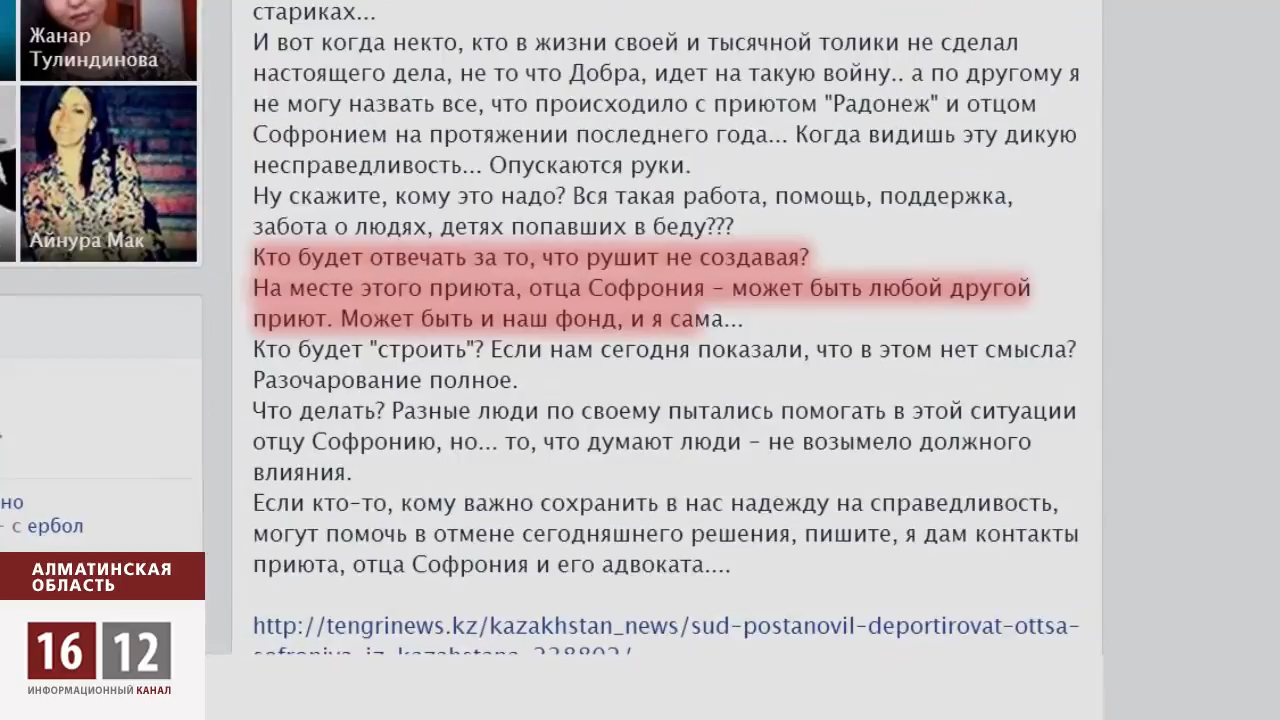 Жанар
Тулиндинова
Айнура Мак
стариках...
И вот когда некто, кто в жизни своей и тысячной толики не сделал
настоящего дела, не то что Добра, идет на такую войну.. а по другому я
не могу назвать все, что происходило с приютом "Радонеж" и отцом
Софронием на протяжении последнего года... Когда видишь эту дикую
несправедливость... Опускаются руки.
Ну скажите, кому это надо? Вся такая работа, помощь, поддержка,
забота о людях, детях попавших в беду???
Кто будет отвечать за то, что рушит не создавая?
На месте этого приюта, отца Софрония – может быть любой другой
приют. Может быть и наш фонд, и я сама...
Кто будет "строить"? Если нам сегодня показали, что в этом нет смысла?
Разочарование полное.
Что делать? Разные люди по своему пытались помогать в этой ситуации
отцу Софронию, но... то, что думают люди – не возымело должного
влияния.
Если кто-то, кому важно сохранить в нас надежду на справедливость,
могут помочь в отмене сегодняшнего решения, пишите, я дам контакты
приюта, отца Софрония и его адвоката....
http://tengrinews.kz/kazakhstan_news/sud-postanovil-deportirovat-ottsa-
но
– с ербол
АЛМАТИНСКАЯ
ОБЛАСТЬ
16 12
ИНФОРМАЦИОННЫЙ КАНАЛ